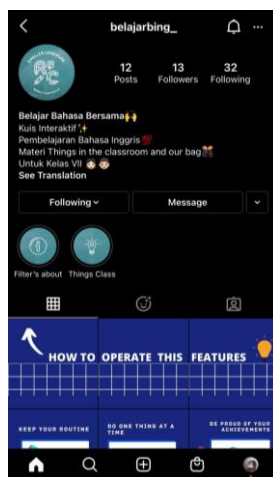 belajarbing_
12
Posts
13
Followers
32
Following
Belajar Bahasa Bersama🙌
Kuis Interaktif✨
Pembelajaran Bahasa Inggris💯
Materi Things in the classroom and our bag🎒
Untuk Kelas VII
See Translation
Following
Message
Filter's about
Things Class
HOW TO OPERATE THIS FEATURES
KEEP YOUR ROUTINE
DO ONE THING AT A TIME
BE PROUD OF YOUR ACHIEVEMENTS